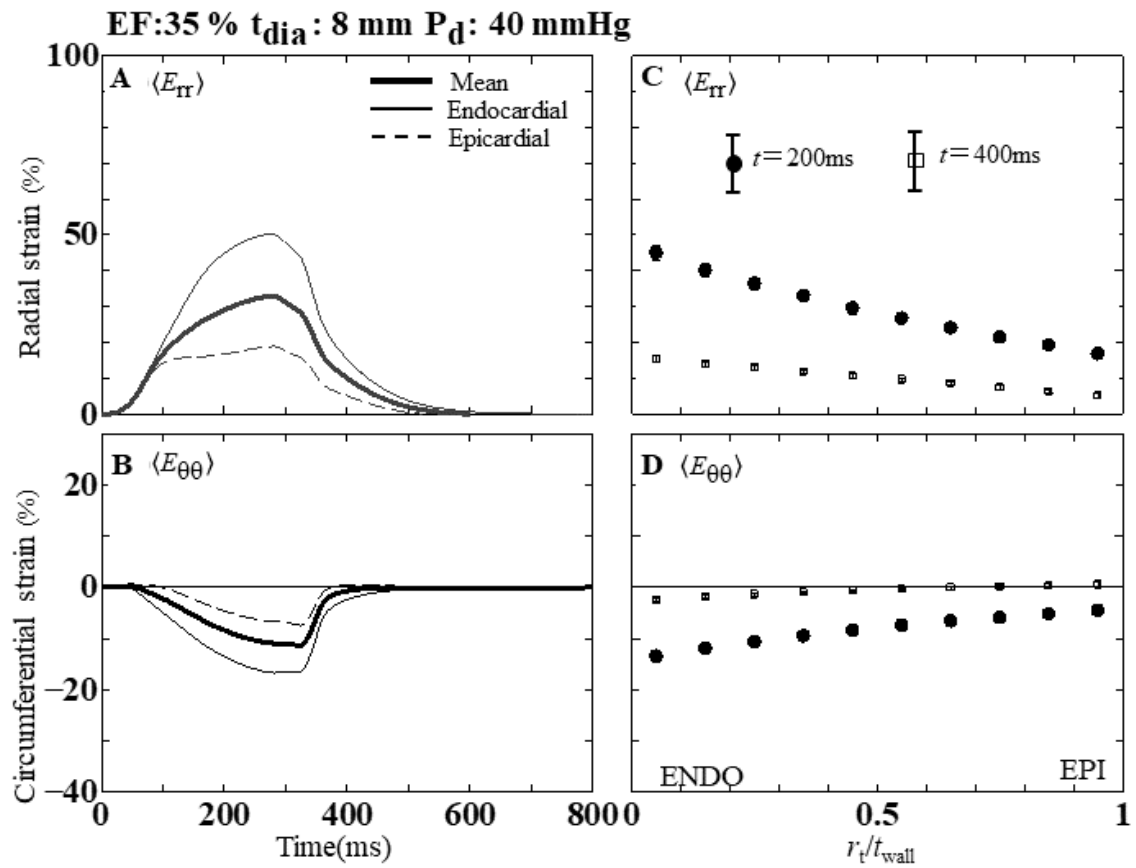 EF:35 % t_dia : 8 mm P_d: 40 mmHg
100
A ⟨E_rr⟩
Mean
Endocardial
Epicardial
50
0
Radial strain (%)
C ⟨E_rr⟩
t=200ms
t=400ms
B ⟨E_θθ⟩
20
0
−20
−40
Circumferential strain (%)
0
200
400
600
800
Time(ms)
D ⟨E_θθ⟩
ENDO
EPI
0
0.5
1
r_t/t_wall